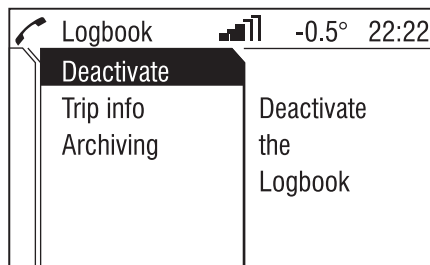 Logbook -0.5° 22:22
Deactivate
Trip info
Archiving
Deactivate
the
Logbook